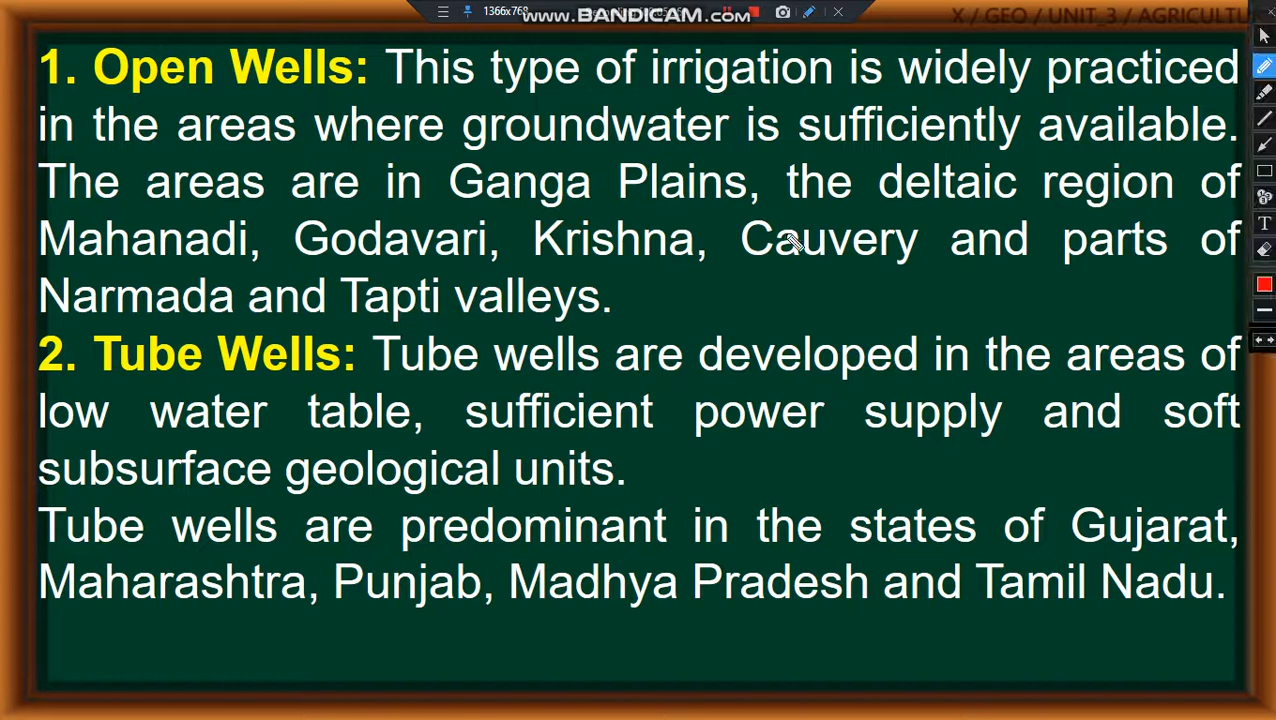 1366x768
www.BANDICAM.com
X / GEO / UNIT_3 / AGRICULTU
1. Open Wells: This type of irrigation is widely practiced
in the areas where groundwater is sufficiently available.
The areas are in Ganga Plains, the deltaic region of
Mahanadi, Godavari, Krishna, Cauvery and parts of
Narmada and Tapti valleys.
2. Tube Wells: Tube wells are developed in the areas of
low water table, sufficient power supply and soft
subsurface geological units.
Tube wells are predominant in the states of Gujarat,
Maharashtra, Punjab, Madhya Pradesh and Tamil Nadu.